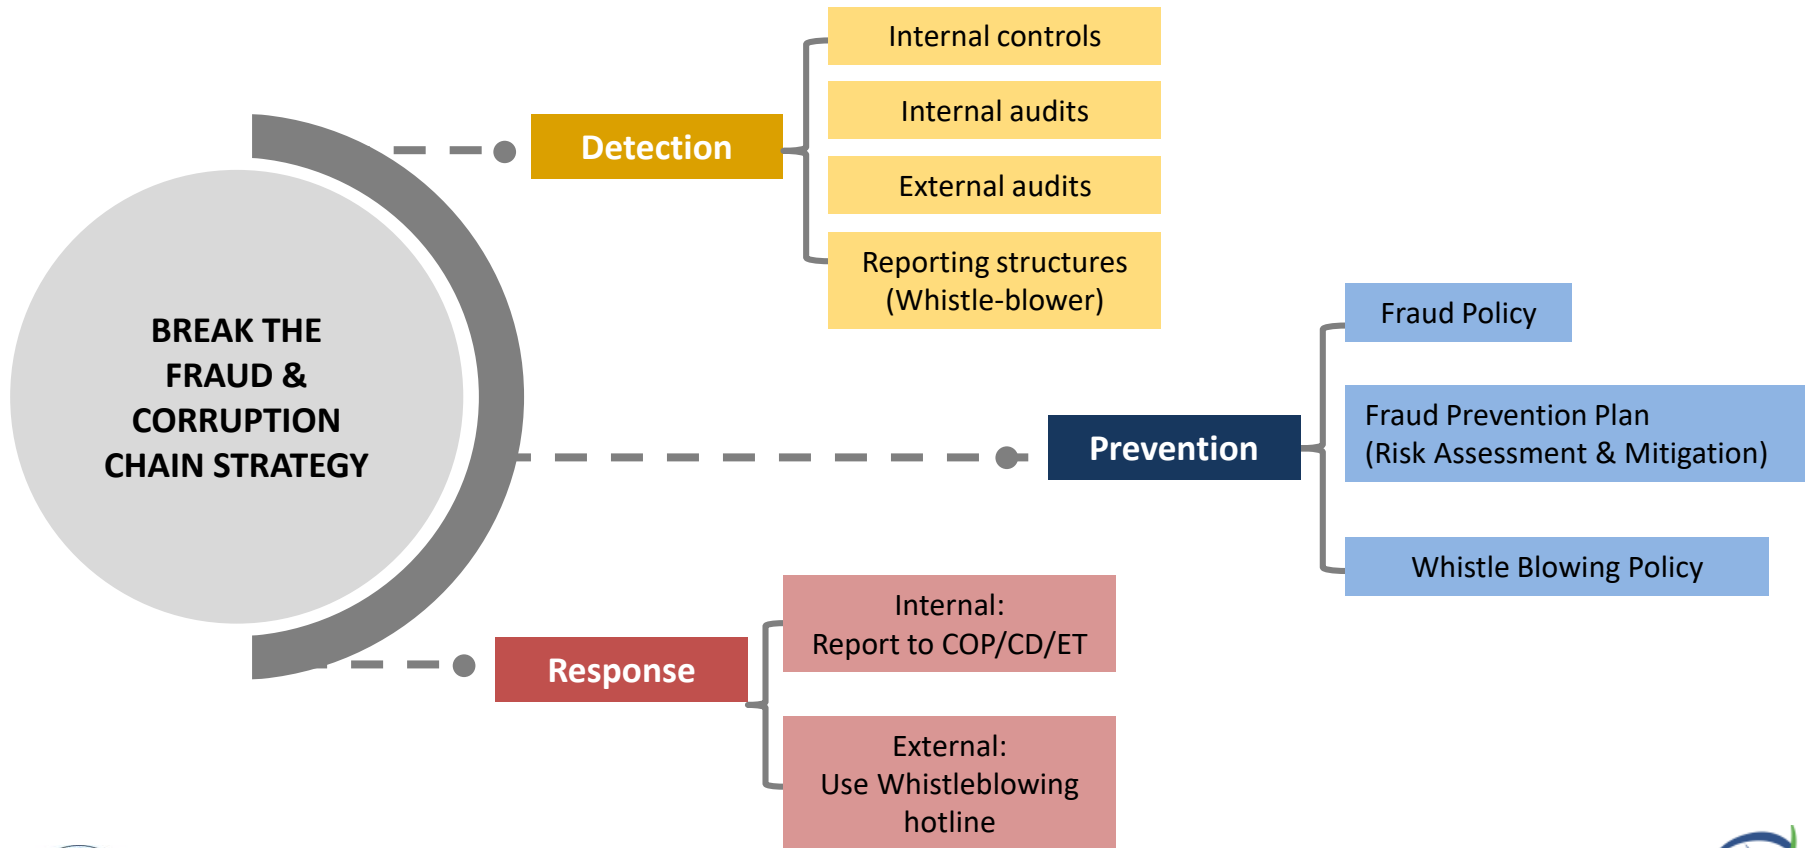 BREAK THE
FRAUD &
CORRUPTION
CHAIN STRATEGY
Detection
Internal controls
Internal audits
External audits
Reporting structures
(Whistle-blower)
Prevention
Fraud Policy
Fraud Prevention Plan
(Risk Assessment & Mitigation)
Whistle Blowing Policy
Response
Internal:
Report to COP/CD/ET
External:
Use Whistleblowing
hotline